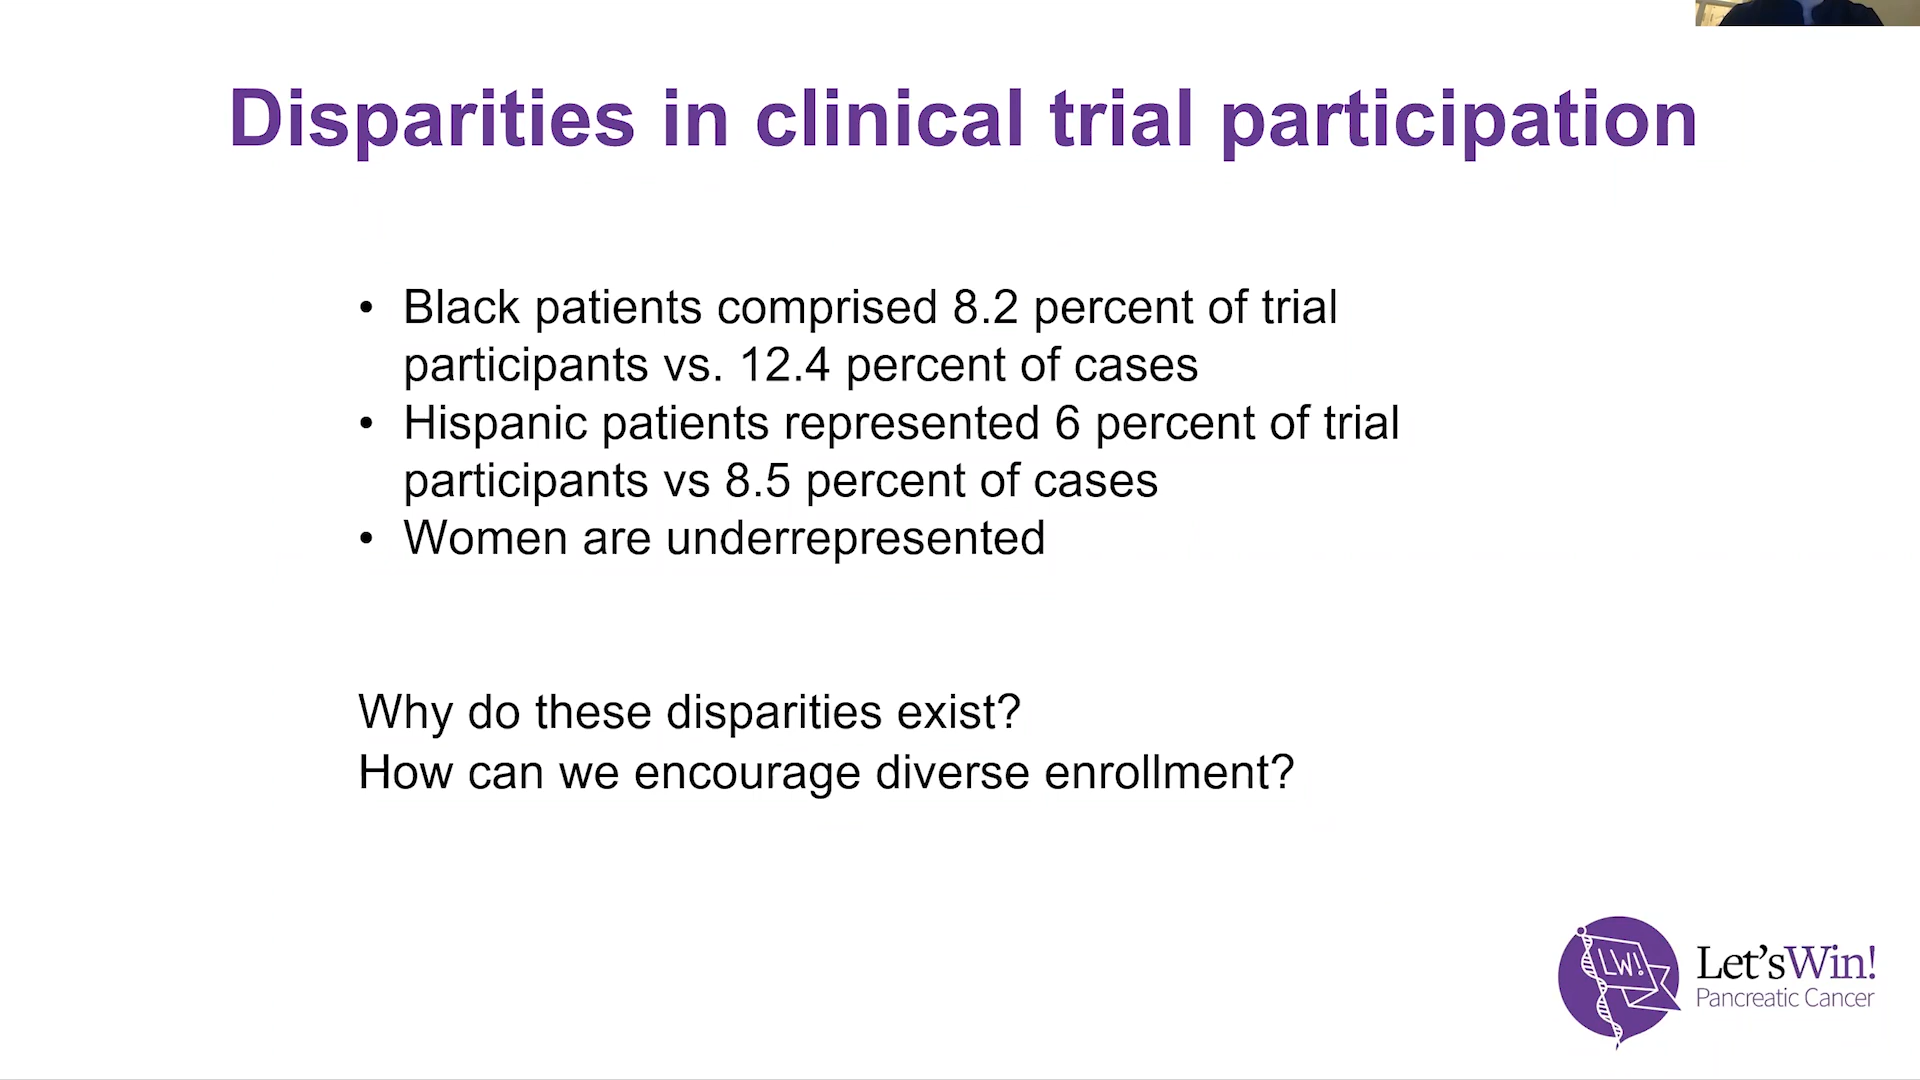 Disparities in clinical trial participation
• Black patients comprised 8.2 percent of trial
participants vs. 12.4 percent of cases
• Hispanic patients represented 6 percent of trial
participants vs 8.5 percent of cases
• Women are underrepresented
Why do these disparities exist?
How can we encourage diverse enrollment?
LW!
Let'sWin!
Pancreatic Cancer